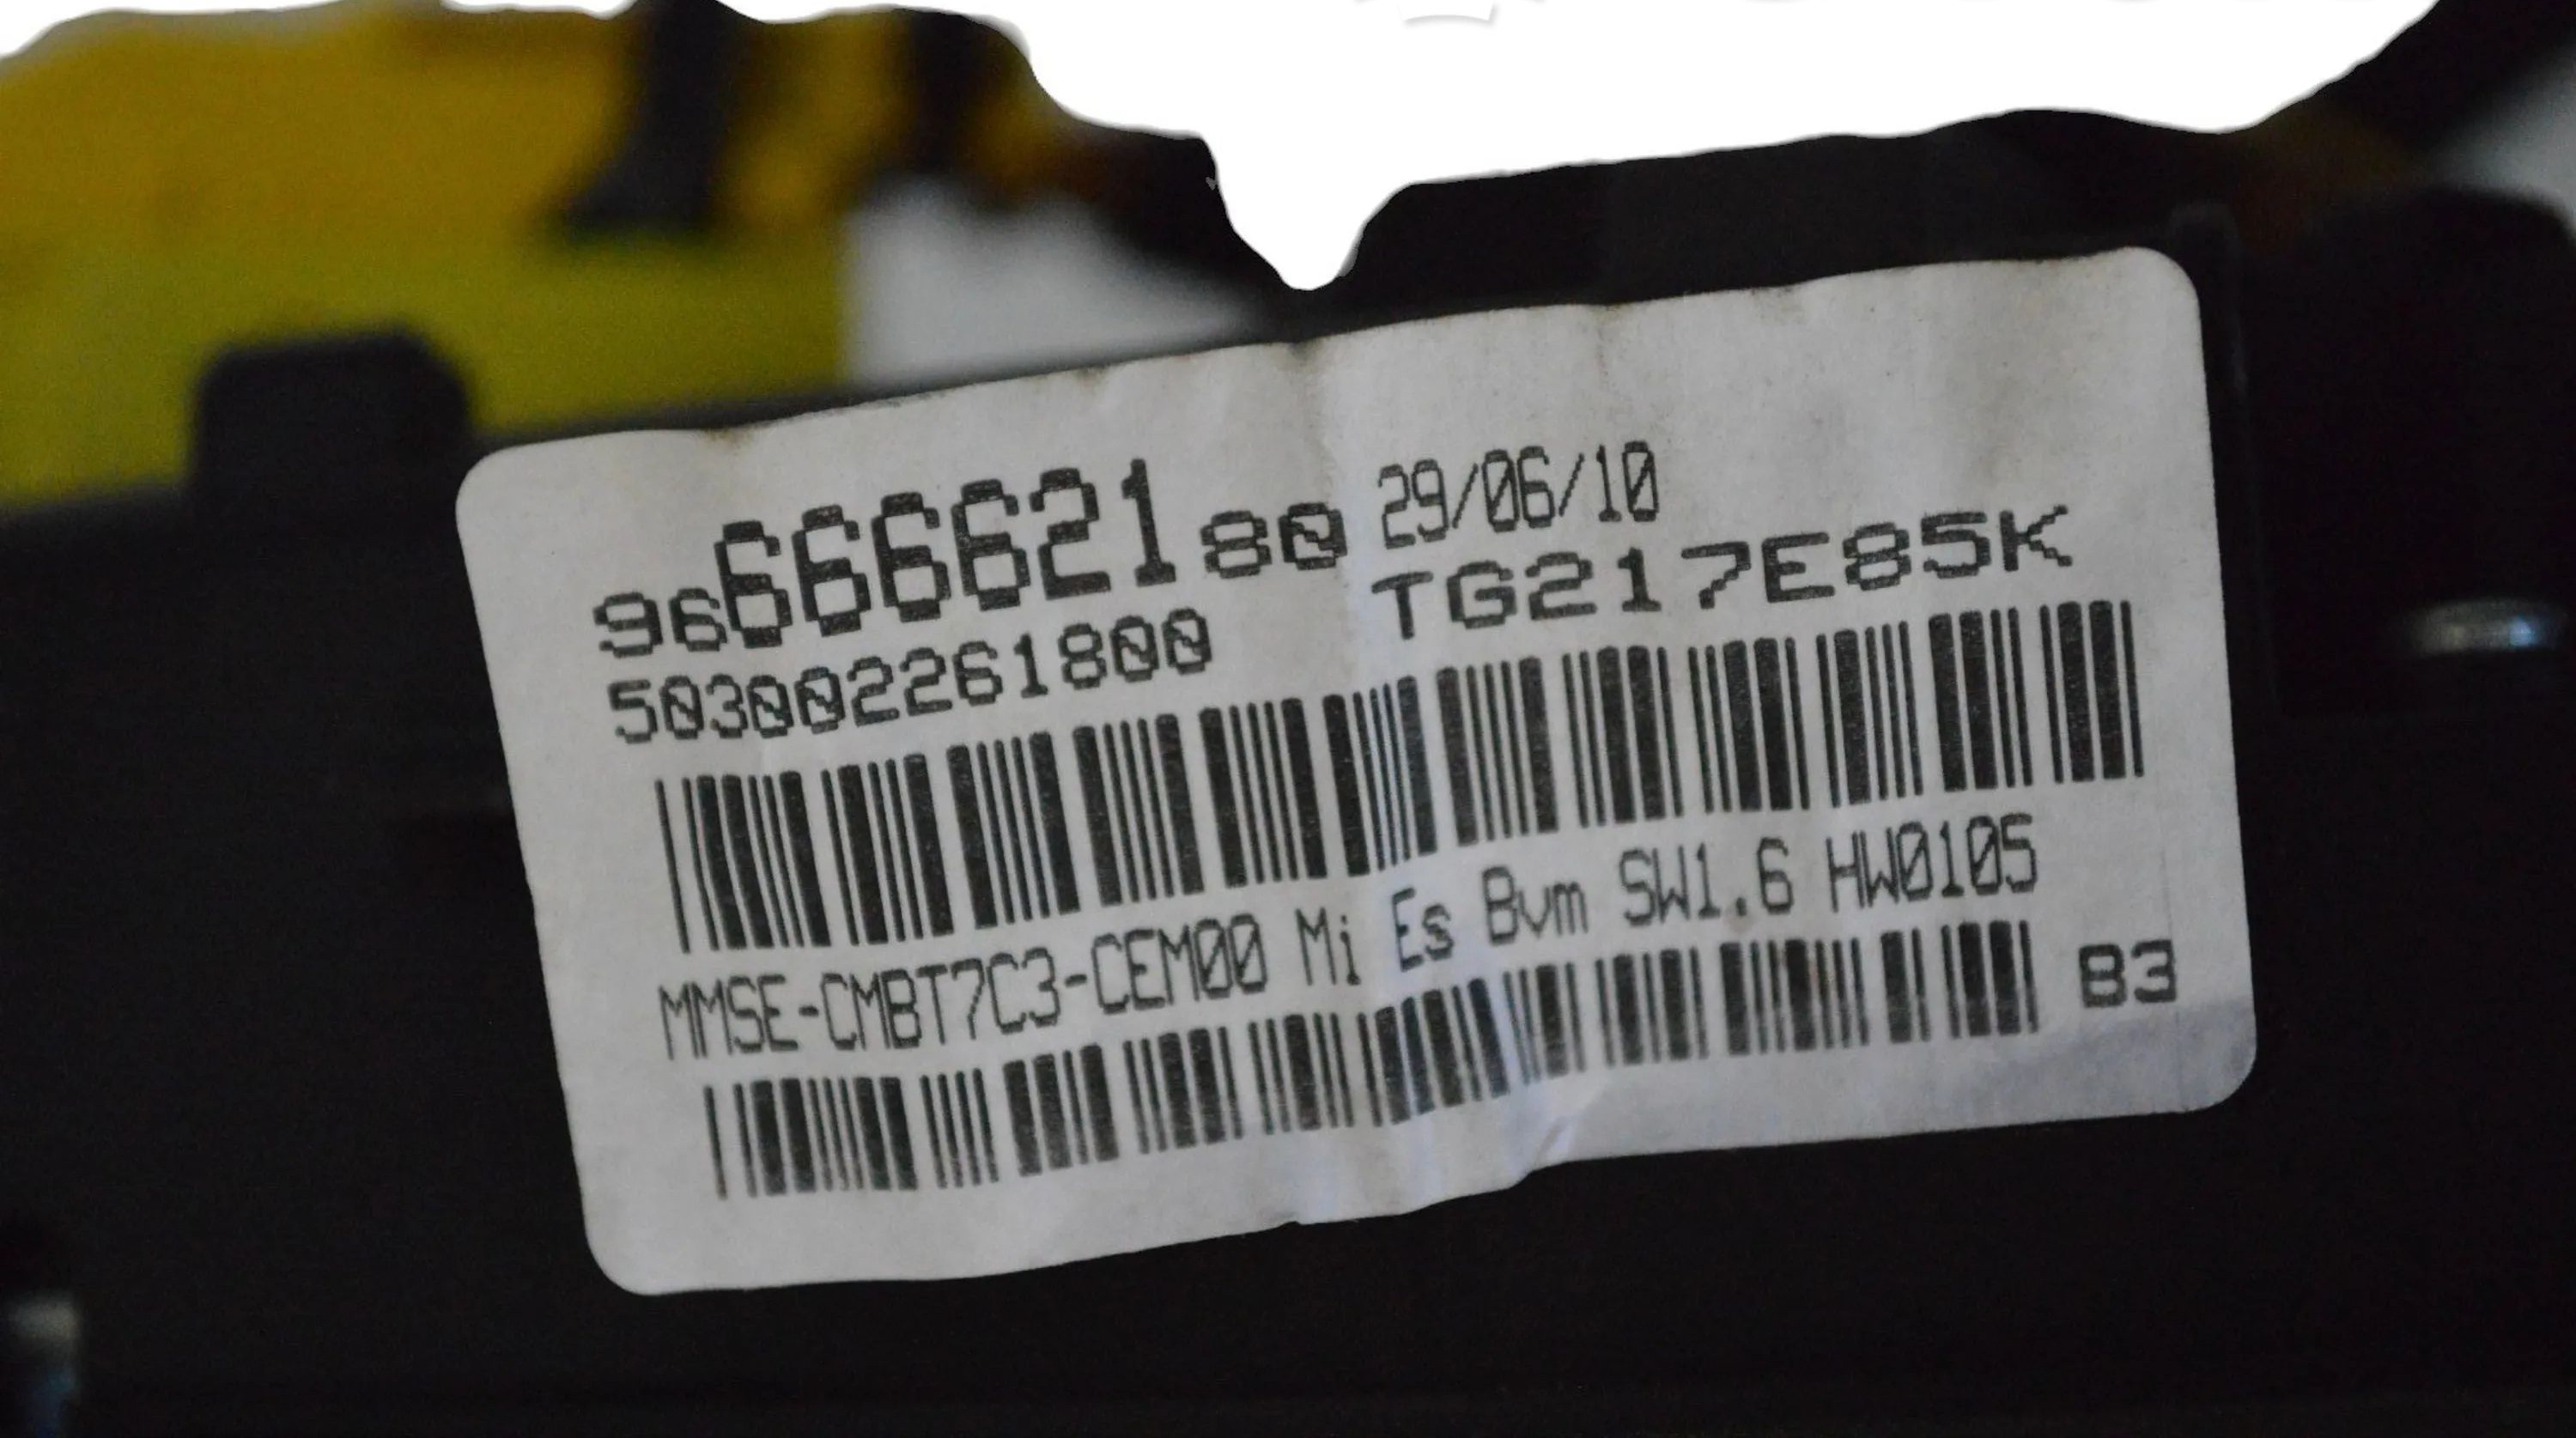 9666662180 29/06/10
503002261800 TG217E85K
MMSE-CMBT7C3-CEM00 Mi Es Bvm SW1.6 HW0105
B3